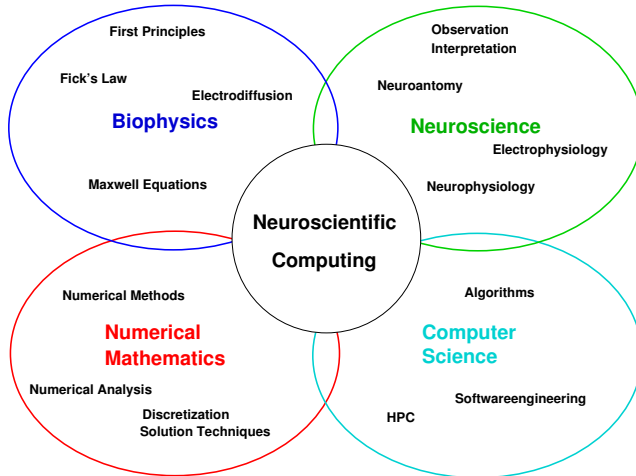 First Principles
Fick's Law
Electrodiffusion
Biophysics
Maxwell Equations
Observation
Interpretation
Neuroantomy
Neuroscience
Electrophysiology
Neurophysiology
Neuroscientific
Computing
Numerical Methods
Numerical
Mathematics
Numerical Analysis
Discretization
Solution Techniques
Algorithms
Computer
Science
Softwareengineering
HPC